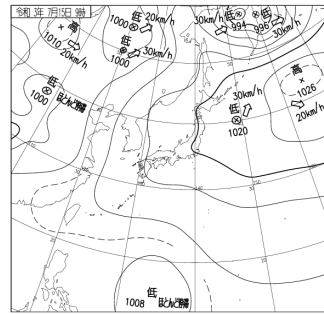 令和 3年 7月15日 9時
低 20km/h
1000
高
1010
20km/h
低
1000
30km/h
30km/h
低
994
低
996
30km/h
低
1000
ほとんど停滞
30km/h
低
1020
高
1026
20km/h
低
1008
ほとんど停滞